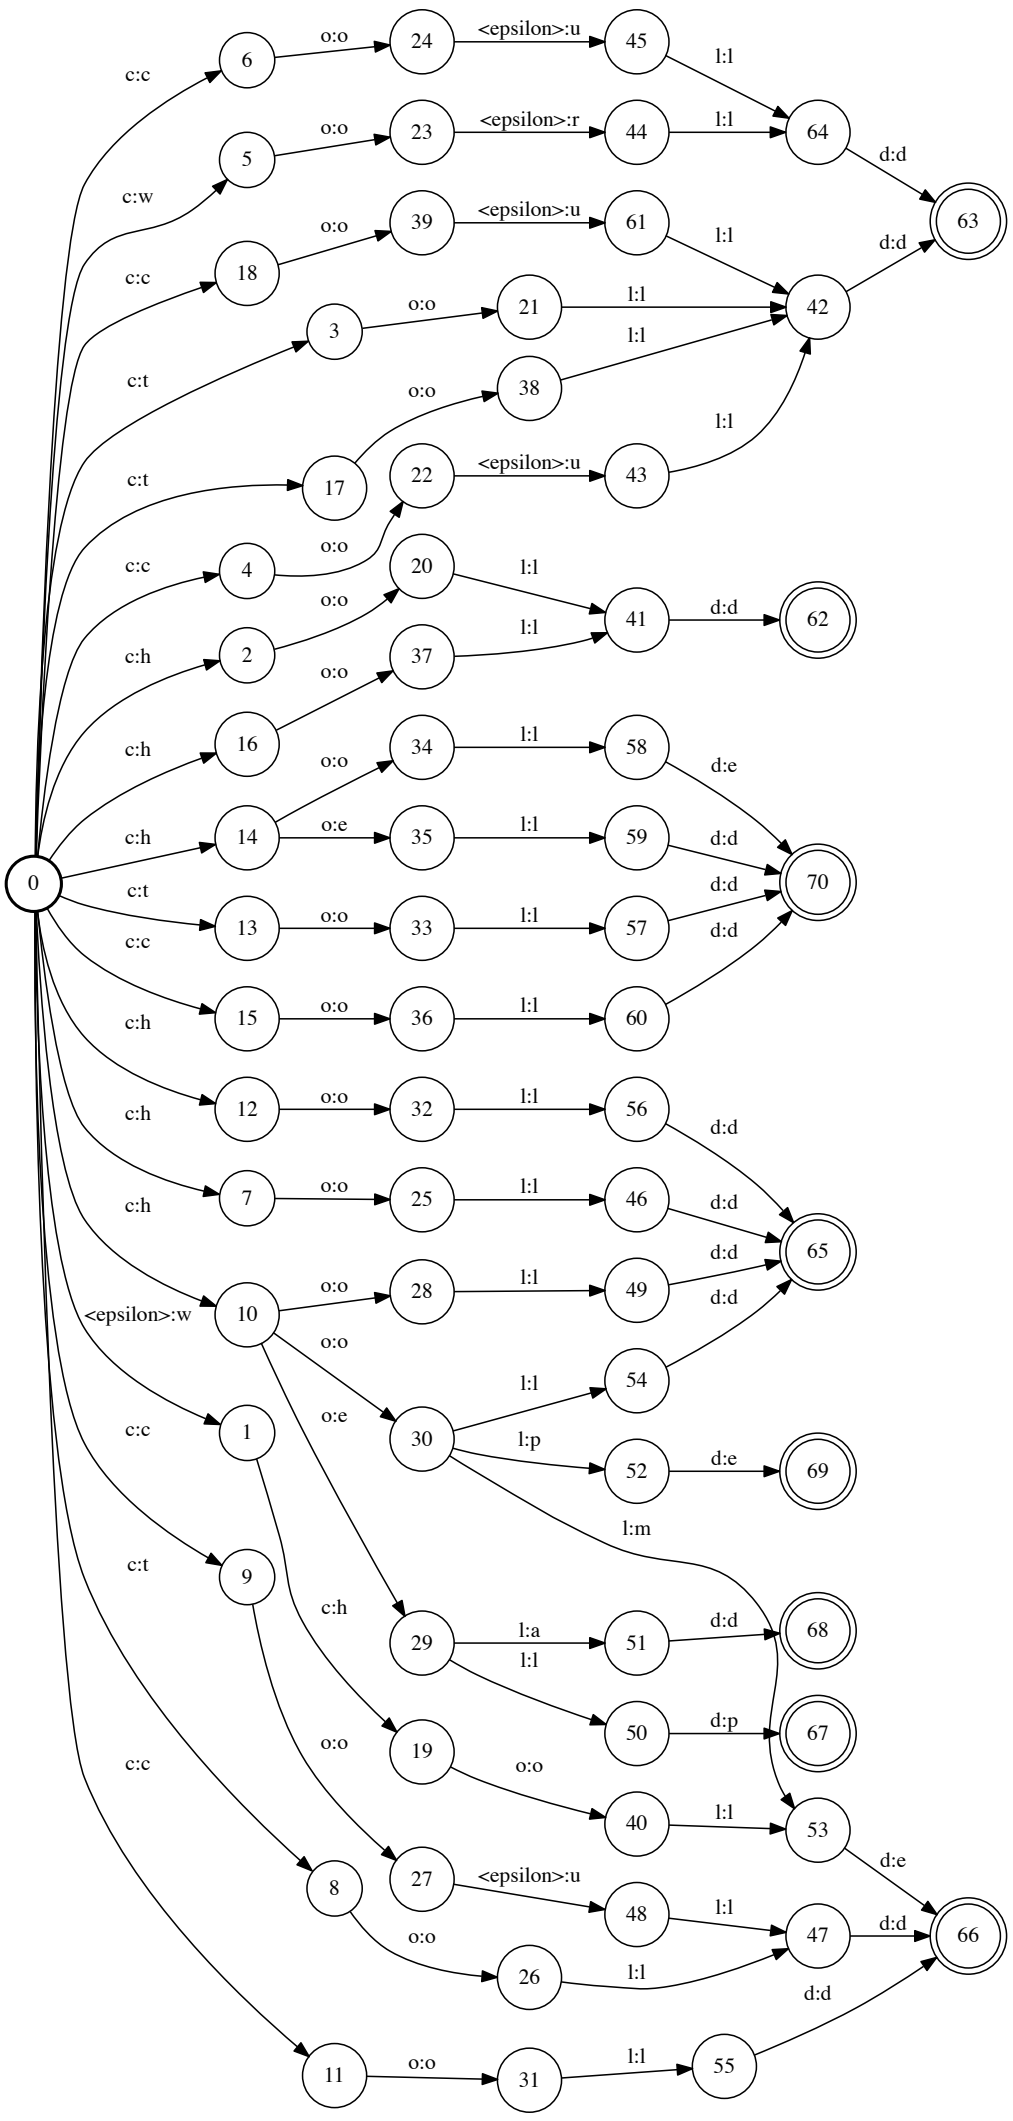 6
o:o
24
<epsilon>:u
45
c:c
l:l
5
o:o
23
<epsilon>:r
44
l:l
64
d:d
c:w
18
o:o
39
<epsilon>:u
61
l:l
63
c:c
d:d
3
o:o
21
l:l
42
c:t
l:l
17
o:o
38
c:t
22
<epsilon>:u
43
l:l
4
o:o
c:c
20
l:l
2
o:o
41
d:d
62
c:h
37
l:l
16
o:o
c:h
34
l:l
58
d:e
14
o:o
c:h
o:e
35
l:l
59
d:d
0
70
c:t
13
o:o
33
l:l
57
d:d
c:c
15
o:o
36
l:l
60
d:d
c:h
12
o:o
32
l:l
56
d:d
c:h
7
o:o
25
l:l
46
d:d
c:h
65
10
o:o
28
l:l
49
d:d
<epsilon>:w
o:o
l:l
54
d:d
1
o:e
30
l:p
52
d:e
69
c:c
l:m
9
c:t
c:h
29
l:a
51
d:d
68
l:l
50
d:p
67
19
o:o
40
l:l
53
c:c
o:o
d:e
8
27
<epsilon>:u
48
l:l
47
d:d
66
o:o
26
l:l
d:d
11
o:o
31
l:l
55